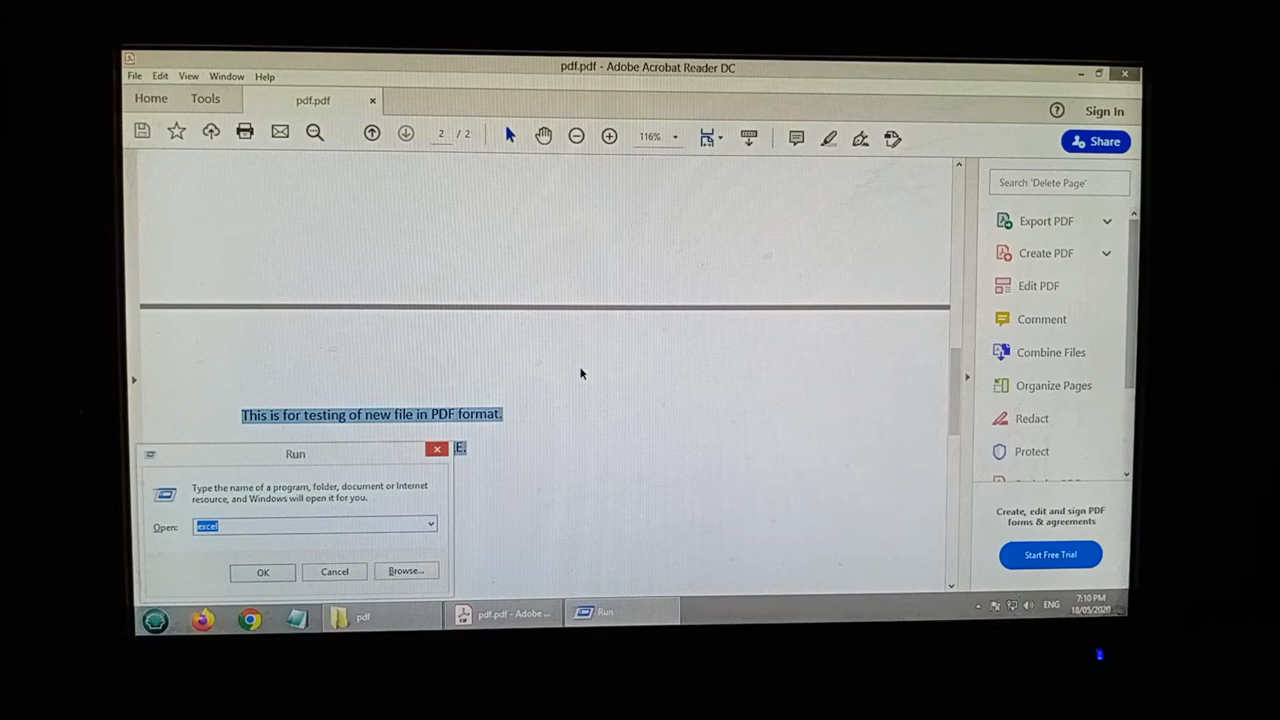 pdf.pdf - Adobe Acrobat Reader DC
File Edit View Window Help
Home Tools pdf.pdf
Sign In
2 / 2
116%
Share
Search 'Delete Page'
Export PDF
Create PDF
Edit PDF
Comment
Combine Files
Organize Pages
Redact
Protect
Create, edit and sign PDF
forms & agreements
Start Free Trial
This is for testing of new file in PDF format.
E.
Run
Type the name of a program, folder, document or Internet
resource, and Windows will open it for you.
Open: excel
OK Cancel Browse...
pdf
pdf.pdf - Adobe ...
Run
ENG
7:10 PM
18/05/2020